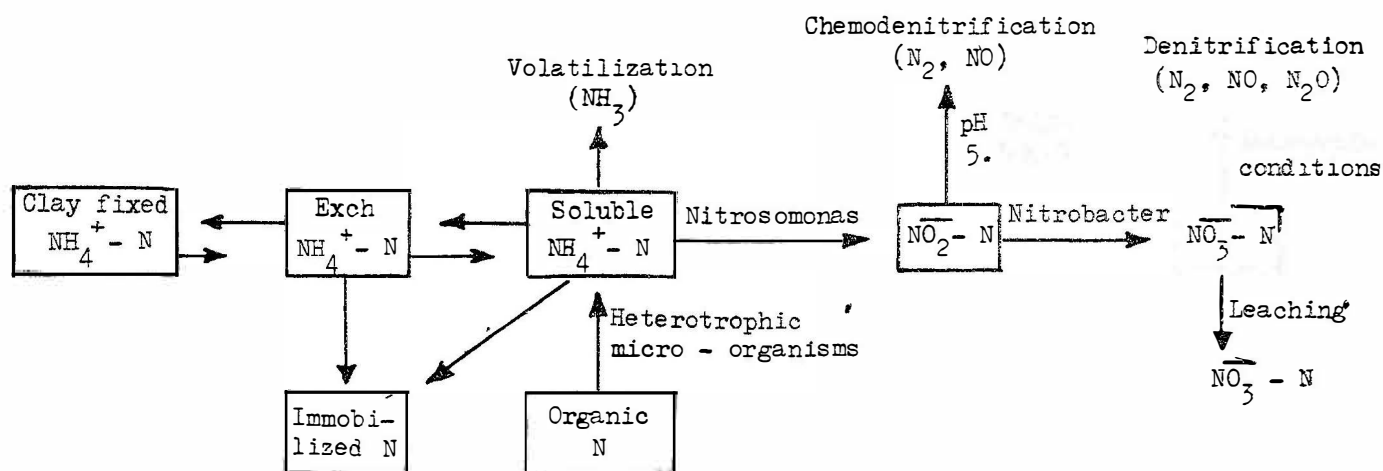 Chemodenitrification
(N2, NO)
Denitrification
(N2, NO, N2O)
Volatilization
(NH3)
pH
5.
conditions
Clay fixed
NH4+ - N
Exch
NH4+ - N
Soluble
NH4+ - N
Nitrosomonas
NO2- - N
Nitrobacter
NO3- - N
Leaching
NO3- - N
Heterotrophic
micro - organisms
Immobi-
lized N
Organic
N